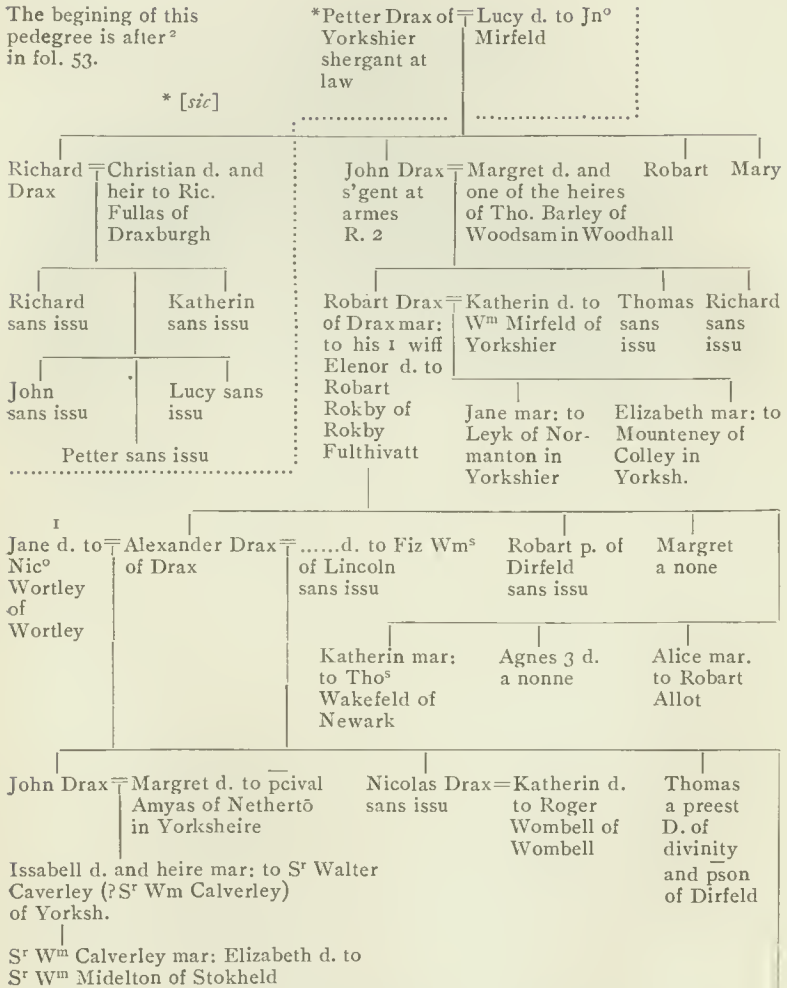 The begining of this
pedegree is after²
in fol. 53.
* [sic]
*Petter Drax of
Yorkshier
shergant at
law
Lucy d. to Jnº
Mirfeld
Richard
Drax
Christian d. and
heir to Ric.
Fullas of
Draxburgh
John Drax
s'gent at
armes
R. 2
Margret d. and
one of the heires
of Tho. Barley of
Woodsam in Woodhall
Robart
Mary
Richard
sans issu
Katherin
sans issu
Robart Drax
of Drax mar:
to his 1 wiff
Elenor d. to
Robart
Rokby of
Rokby
Fulthivatt
Katherin d. to
Wᵐ Mirfeld of
Yorkshier
Thomas
sans
issu
Richard
sans
issu
John
sans issu
Lucy sans
issu
Petter sans issu
Jane mar: to
Leyk of Nor-
manton in
Yorkshier
Elizabeth mar: to
Mounteney of
Colley in
Yorksh.
1
Jane d. to
Nicº
Wortley
of
Wortley
Alexander Drax
of Drax
......d. to Fiz Wmˢ
of Lincoln
sans issu
Robart p. of
Dirfeld
sans issu
Margret
a none
Katherin mar:
to Thoˢ
Wakefeld of
Newark
Agnes 3 d.
a nonne
Alice mar.
to Robart
Allot
John Drax
Margret d. to p̄cival
Amyas of Nethertō
in Yorksheire
Nicolas Drax
sans issu
Katherin d.
to Roger
Wombell of
Wombell
Thomas
a preest
D. of
divinity
and p̄son
of Dirfeld
Issabell d. and heire mar: to Sʳ Walter
Caverley (? Sʳ Wm Calverley)
of Yorksh.
Sʳ Wᵐ Calverley mar: Elizabeth d. to
Sʳ Wᵐ Midelton of Stokheld